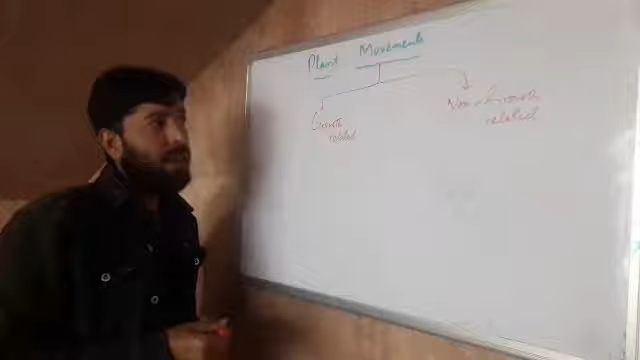 Plant Movements
Growth
related
Non-Growth
related